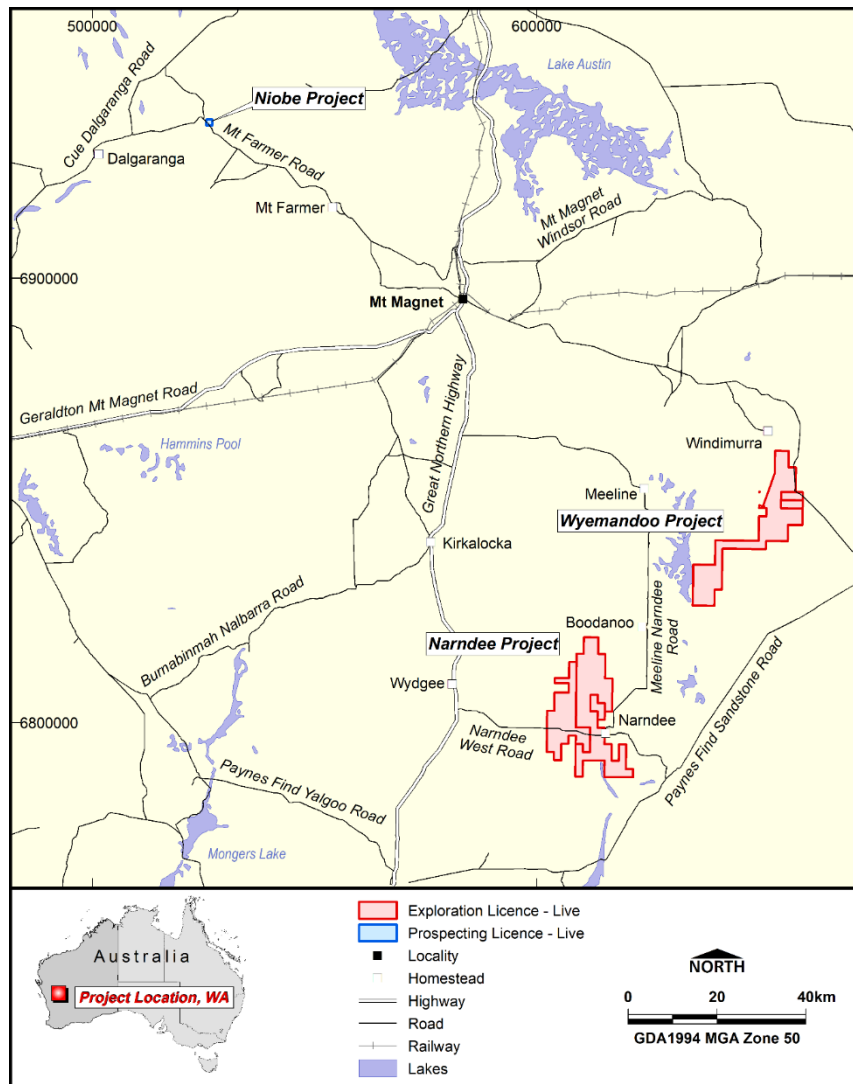 500000
600000
Lake Austin
Niobe Project
Cue Dalgaranga Road
Mt Farmer Road
Dalgaranga
Mt Farmer
Mt Magnet
Windsor Road
6900000
Mt Magnet
Geraldton Mt Magnet Road
Great Northern Highway
Hammins Pool
Windimurra
Meeline
Wyemandoo Project
Kirkalocka
Burnabinmah Nalbarra Road
Boodanoo
Meeline Narndee
Road
Narndee Project
Wydgee
6800000
Narndee
West Road
Narndee
Paynes Find Sandstone Road
Paynes Find Yalgoo Road
Mongers Lake
Australia
Project Location, WA
Exploration Licence - Live
Prospecting Licence - Live
Locality
Homestead
Highway
Road
Railway
Lakes
NORTH
0 20 40km
GDA1994 MGA Zone 50